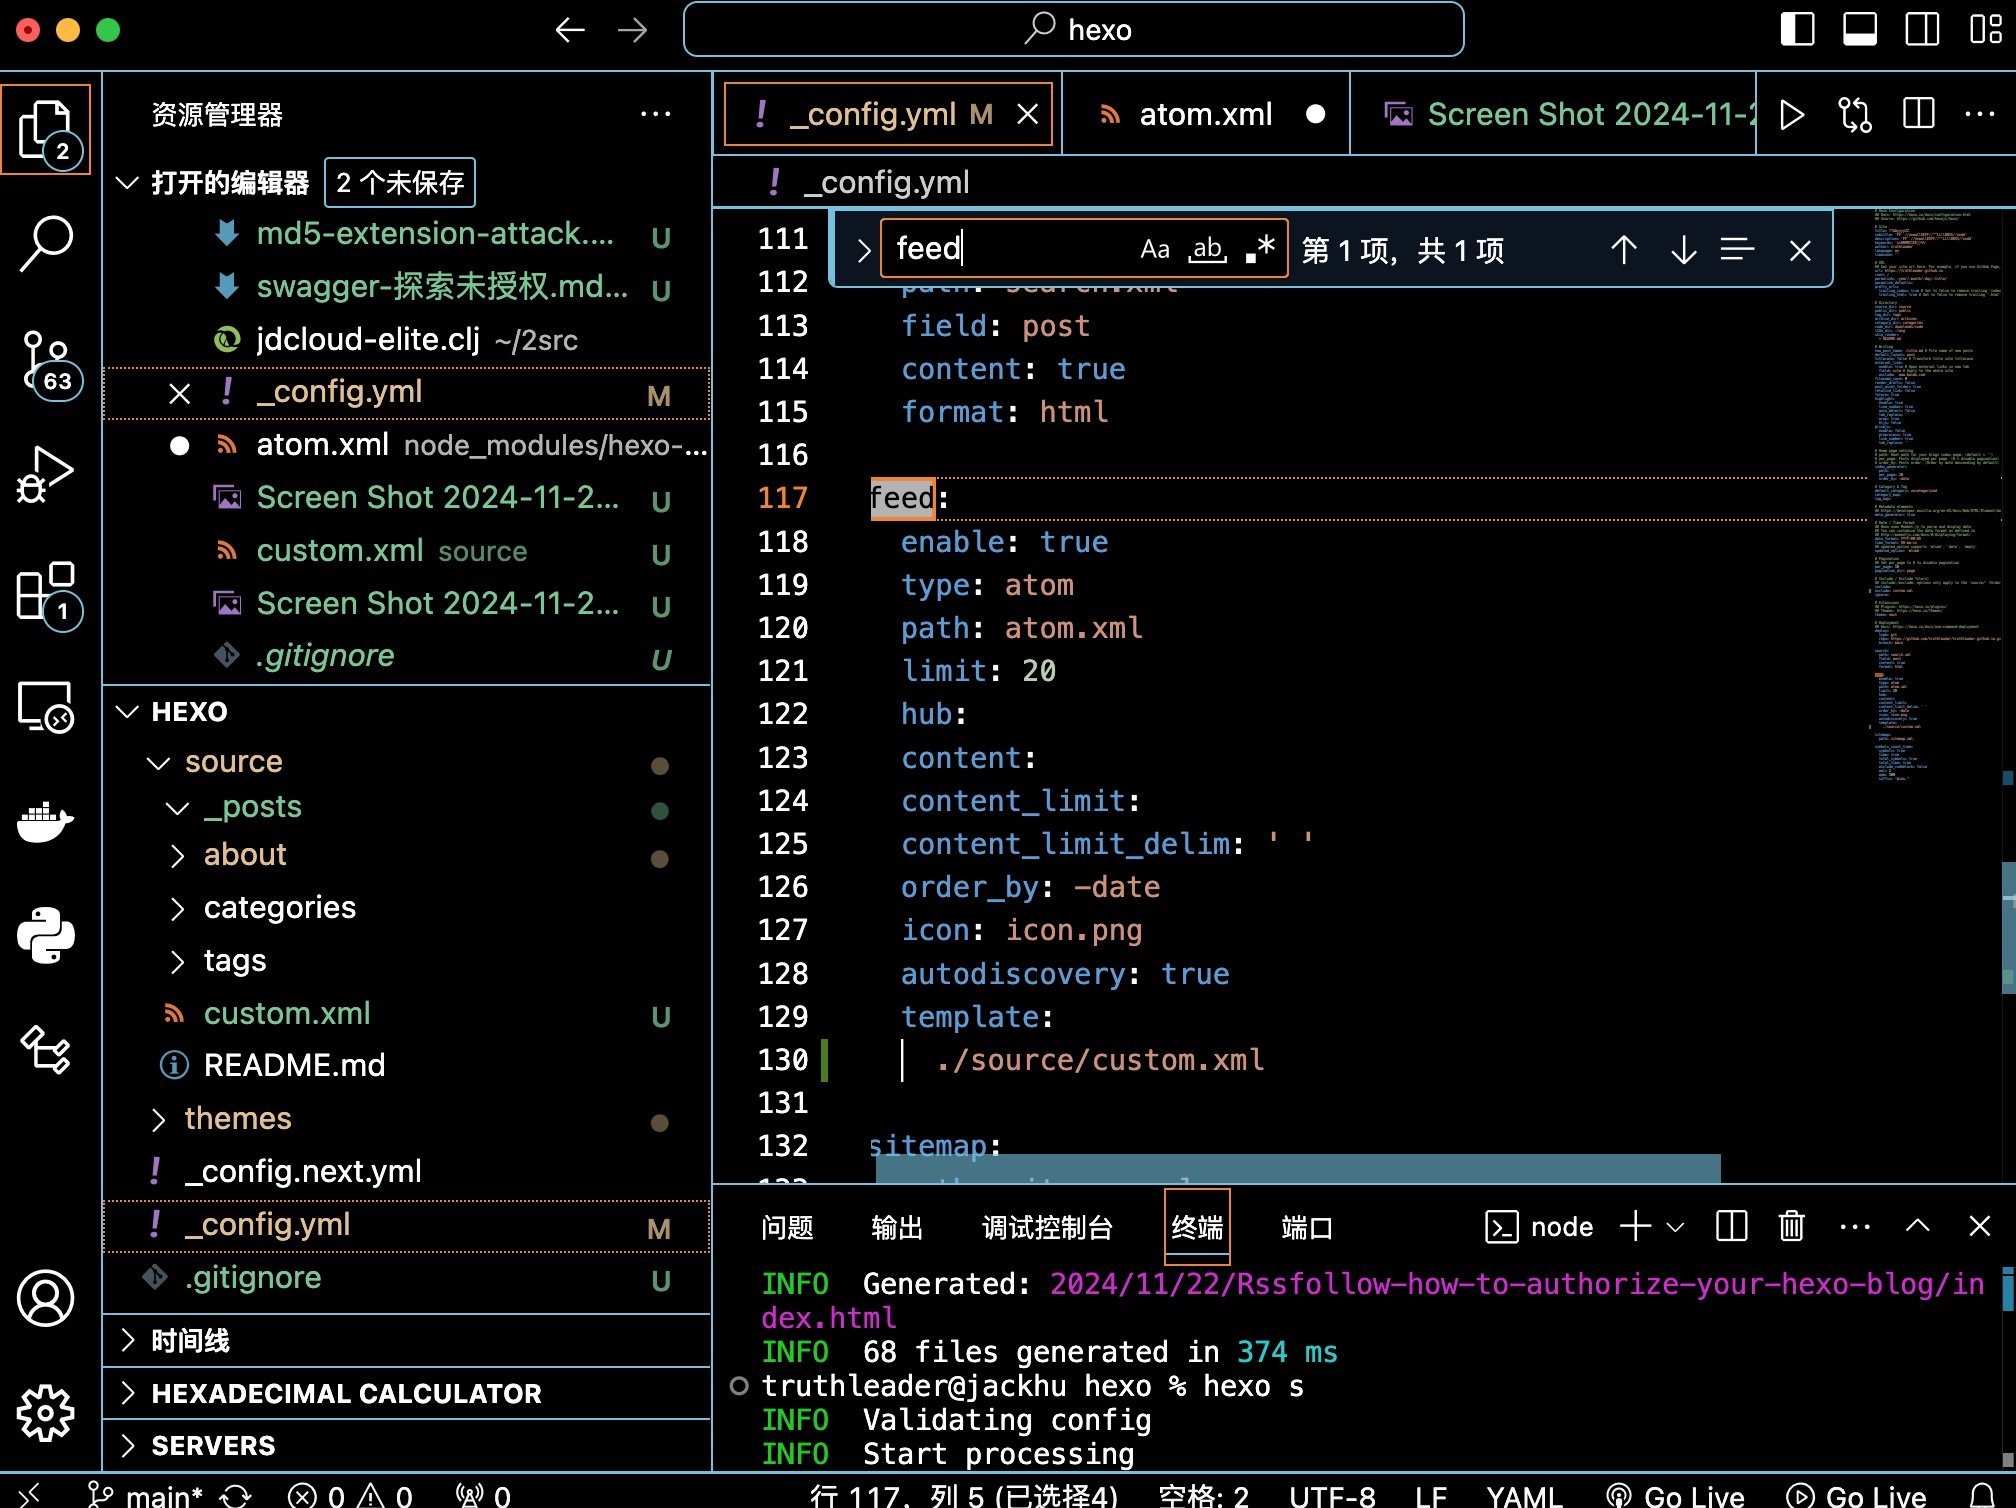 hexo
资源管理器
打开的编辑器 2 个未保存
md5-extension-attack.... U
swagger-探索未授权.md... U
jdcloud-elite.clj ~/2src
_config.yml M
atom.xml node_modules/hexo-...
Screen Shot 2024-11-2... U
custom.xml source U
Screen Shot 2024-11-2... U
.gitignore U
HEXO
source
_posts
about
categories
tags
custom.xml U
README.md
themes
_config.next.yml
_config.yml M
.gitignore U
时间线
HEXADECIMAL CALCULATOR
SERVERS
2
63
1
_config.yml M
atom.xml
Screen Shot 2024-11-2
_config.yml
feed Aa ab .* 第 1 项，共 1 项
111
112 path: search.xml
113 field: post
114 content: true
115 format: html
116
117 feed:
118 enable: true
119 type: atom
120 path: atom.xml
121 limit: 20
122 hub:
123 content:
124 content_limit:
125 content_limit_delim: ' '
126 order_by: -date
127 icon: icon.png
128 autodiscovery: true
129 template:
130 ./source/custom.xml
131
132 sitemap:
问题 输出 调试控制台 终端 端口 node
INFO Generated: 2024/11/22/Rssfollow-how-to-authorize-your-hexo-blog/in
dex.html
INFO 68 files generated in 374 ms
truthleader@jackhu hexo % hexo s
INFO Validating config
INFO Start processing
main* 0 0 0 行 117，列 5 (已选择4) 空格: 2 UTF-8 LF YAML Go Live Go Live